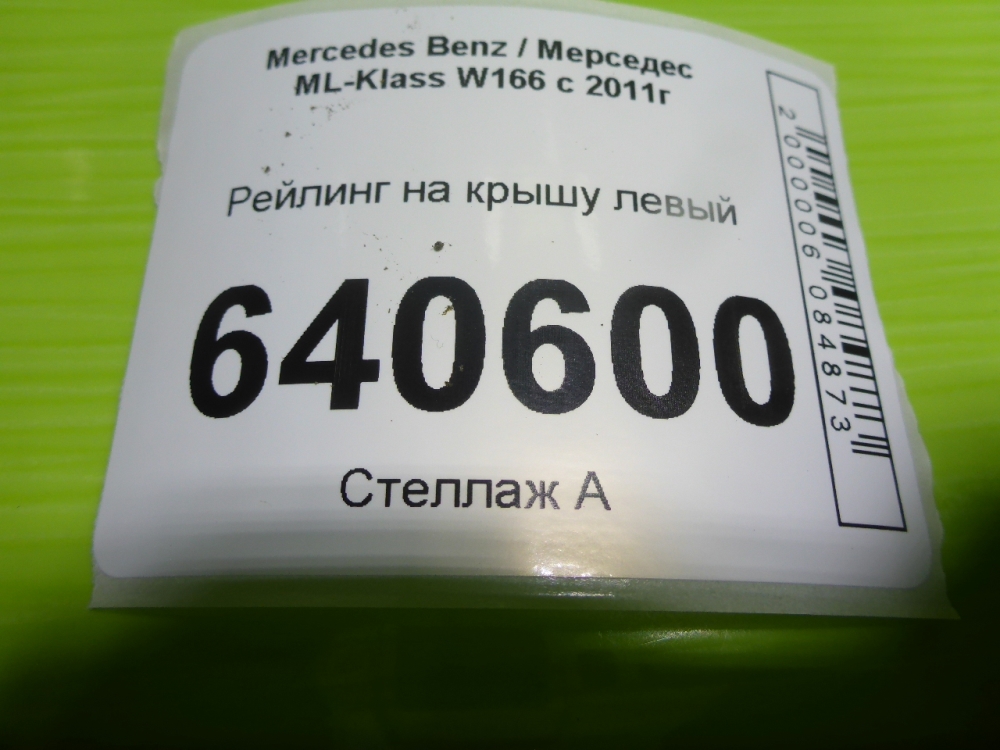 Mercedes Benz / Мерседес
ML-Klass W166 с 2011г
Рейлинг на крышу левый
640600
Стеллаж А
2000006084873